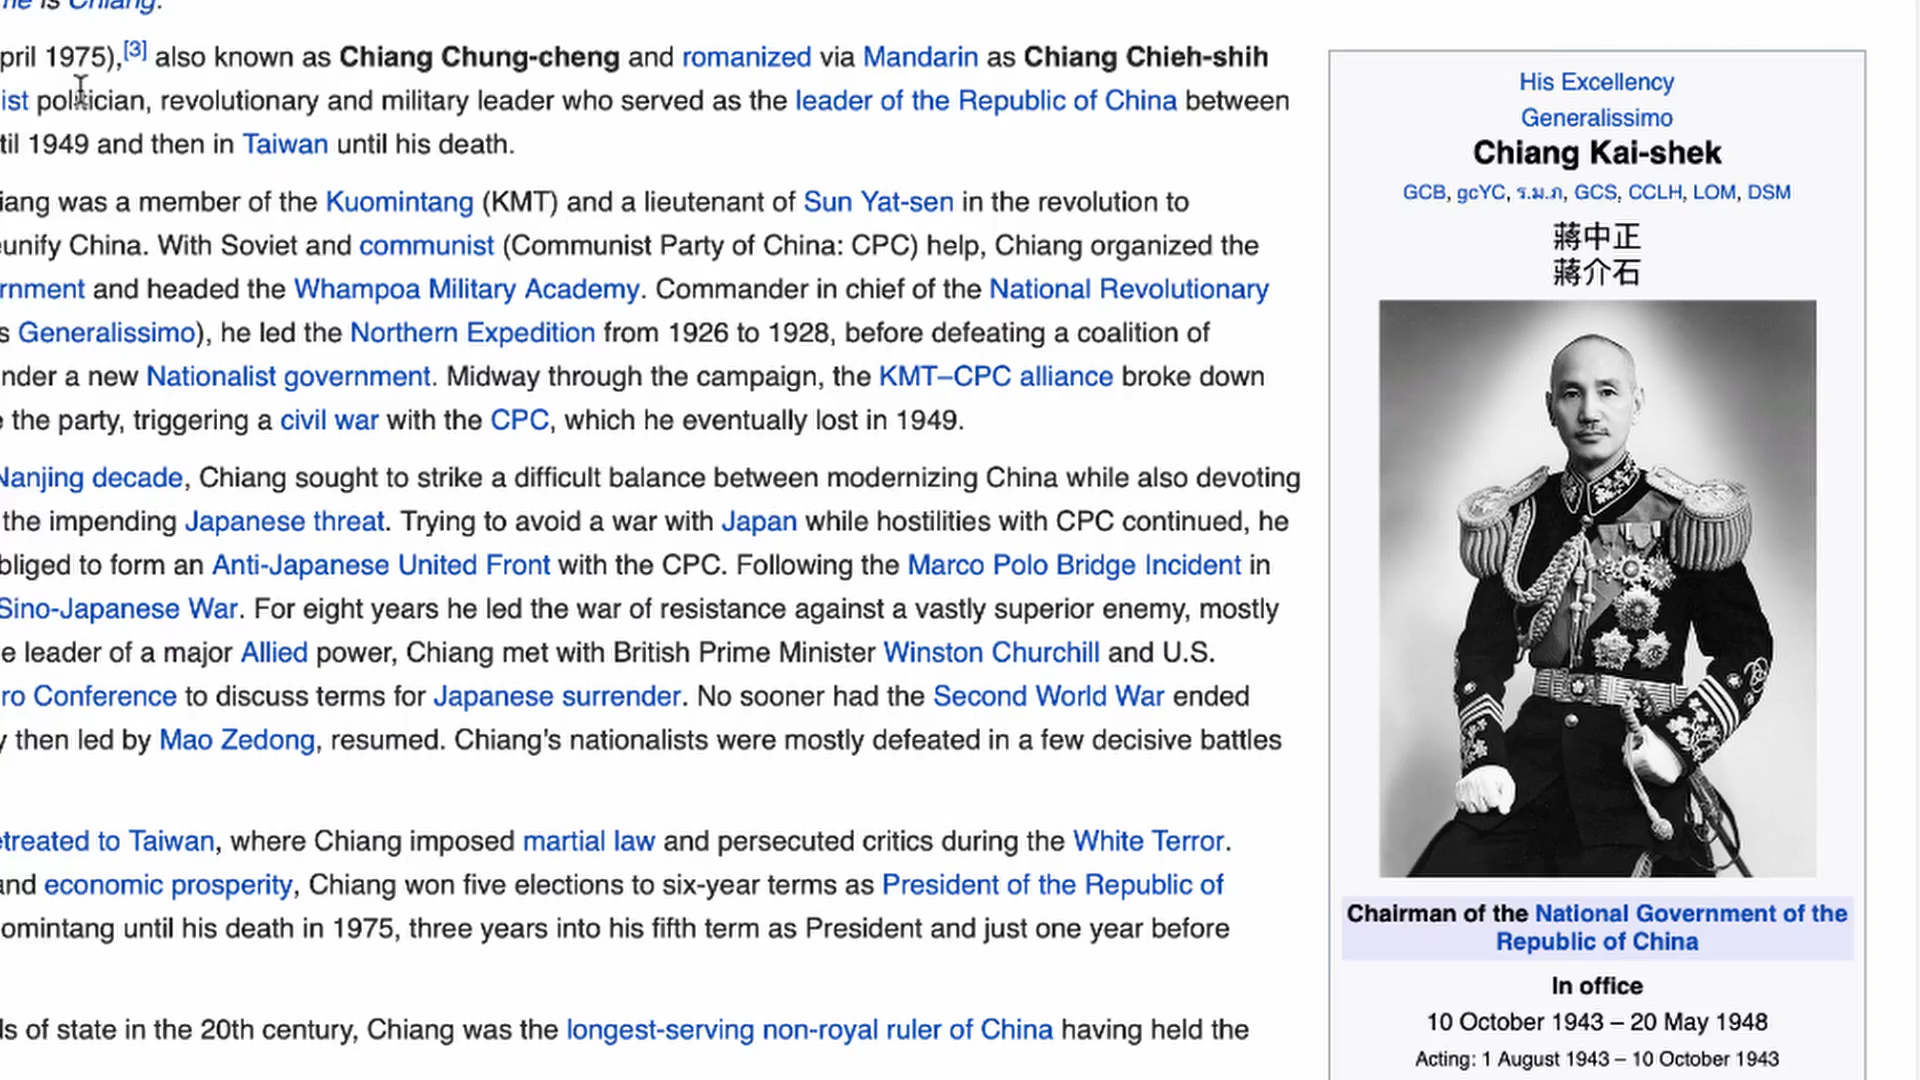 me is Chiang.
pril 1975),[3] also known as Chiang Chung-cheng and romanized via Mandarin as Chiang Chieh-shih
ist politician, revolutionary and military leader who served as the leader of the Republic of China between
til 1949 and then in Taiwan until his death.
iang was a member of the Kuomintang (KMT) and a lieutenant of Sun Yat-sen in the revolution to
eunify China. With Soviet and communist (Communist Party of China: CPC) help, Chiang organized the
rnment and headed the Whampoa Military Academy. Commander in chief of the National Revolutionary
s Generalissimo), he led the Northern Expedition from 1926 to 1928, before defeating a coalition of
nder a new Nationalist government. Midway through the campaign, the KMT–CPC alliance broke down
e the party, triggering a civil war with the CPC, which he eventually lost in 1949.
Nanjing decade, Chiang sought to strike a difficult balance between modernizing China while also devoting
the impending Japanese threat. Trying to avoid a war with Japan while hostilities with CPC continued, he
bliged to form an Anti-Japanese United Front with the CPC. Following the Marco Polo Bridge Incident in
Sino-Japanese War. For eight years he led the war of resistance against a vastly superior enemy, mostly
e leader of a major Allied power, Chiang met with British Prime Minister Winston Churchill and U.S.
ro Conference to discuss terms for Japanese surrender. No sooner had the Second World War ended
y then led by Mao Zedong, resumed. Chiang's nationalists were mostly defeated in a few decisive battles
etreated to Taiwan, where Chiang imposed martial law and persecuted critics during the White Terror.
and economic prosperity, Chiang won five elections to six-year terms as President of the Republic of
omintang until his death in 1975, three years into his fifth term as President and just one year before
ds of state in the 20th century, Chiang was the longest-serving non-royal ruler of China having held the
His Excellency
Generalissimo
Chiang Kai-shek
GCB, gcYC, ร.ม.ภ, GCS, CCLH, LOM, DSM
蔣中正
蔣介石
Chairman of the National Government of the
Republic of China
In office
10 October 1943 – 20 May 1948
Acting: 1 August 1943 – 10 October 1943